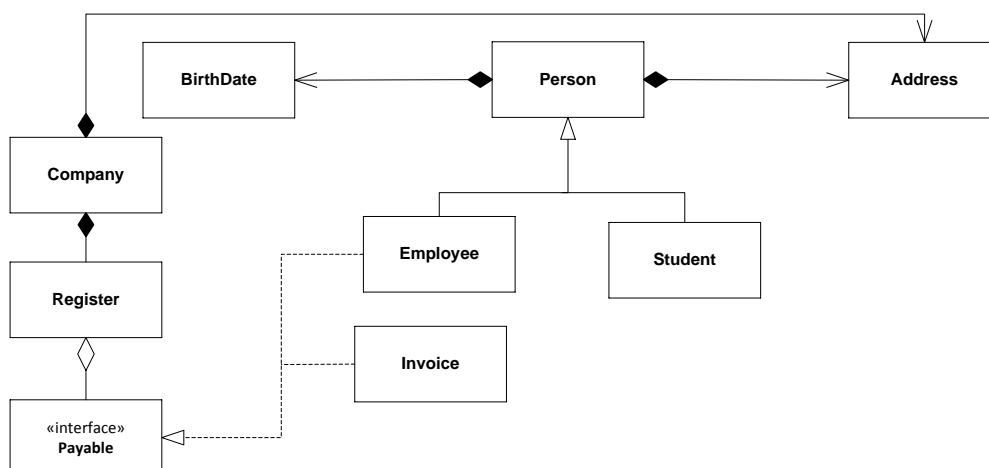 BirthDate
Person
Address
Company
Employee
Student
Register
Invoice
«interface»
Payable